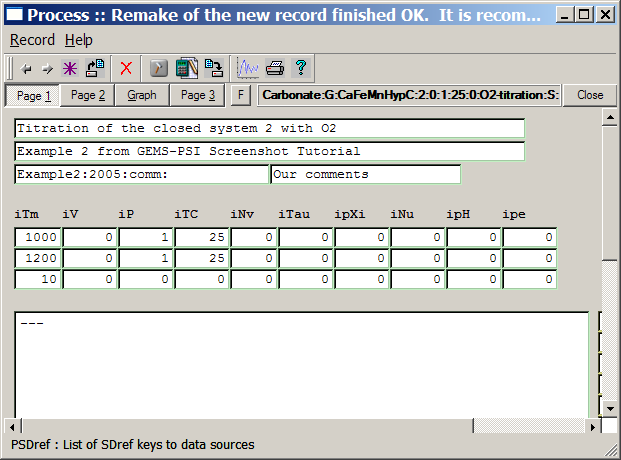 Process :: Remake of the new record finished OK.  It is recom...
Record Help
Page 1 Page 2 Graph Page 3 F Carbonate:G:CaFeMnHypC:2:0:1:25:0:O2-titration:S: Close
Titration of the closed system 2 with O2
Example 2 from GEMS-PSI Screenshot Tutorial
Example2:2005:comm: Our comments
iTm iV iP iTC iNv iTau ipXi iNu ipH ipe
1000 0 1 25 0 0 0 0 0 0
1200 0 1 25 0 0 0 0 0 0
10 0 0 0 0 0 0 0 0 0
---
PSDref : List of SDref keys to data sources